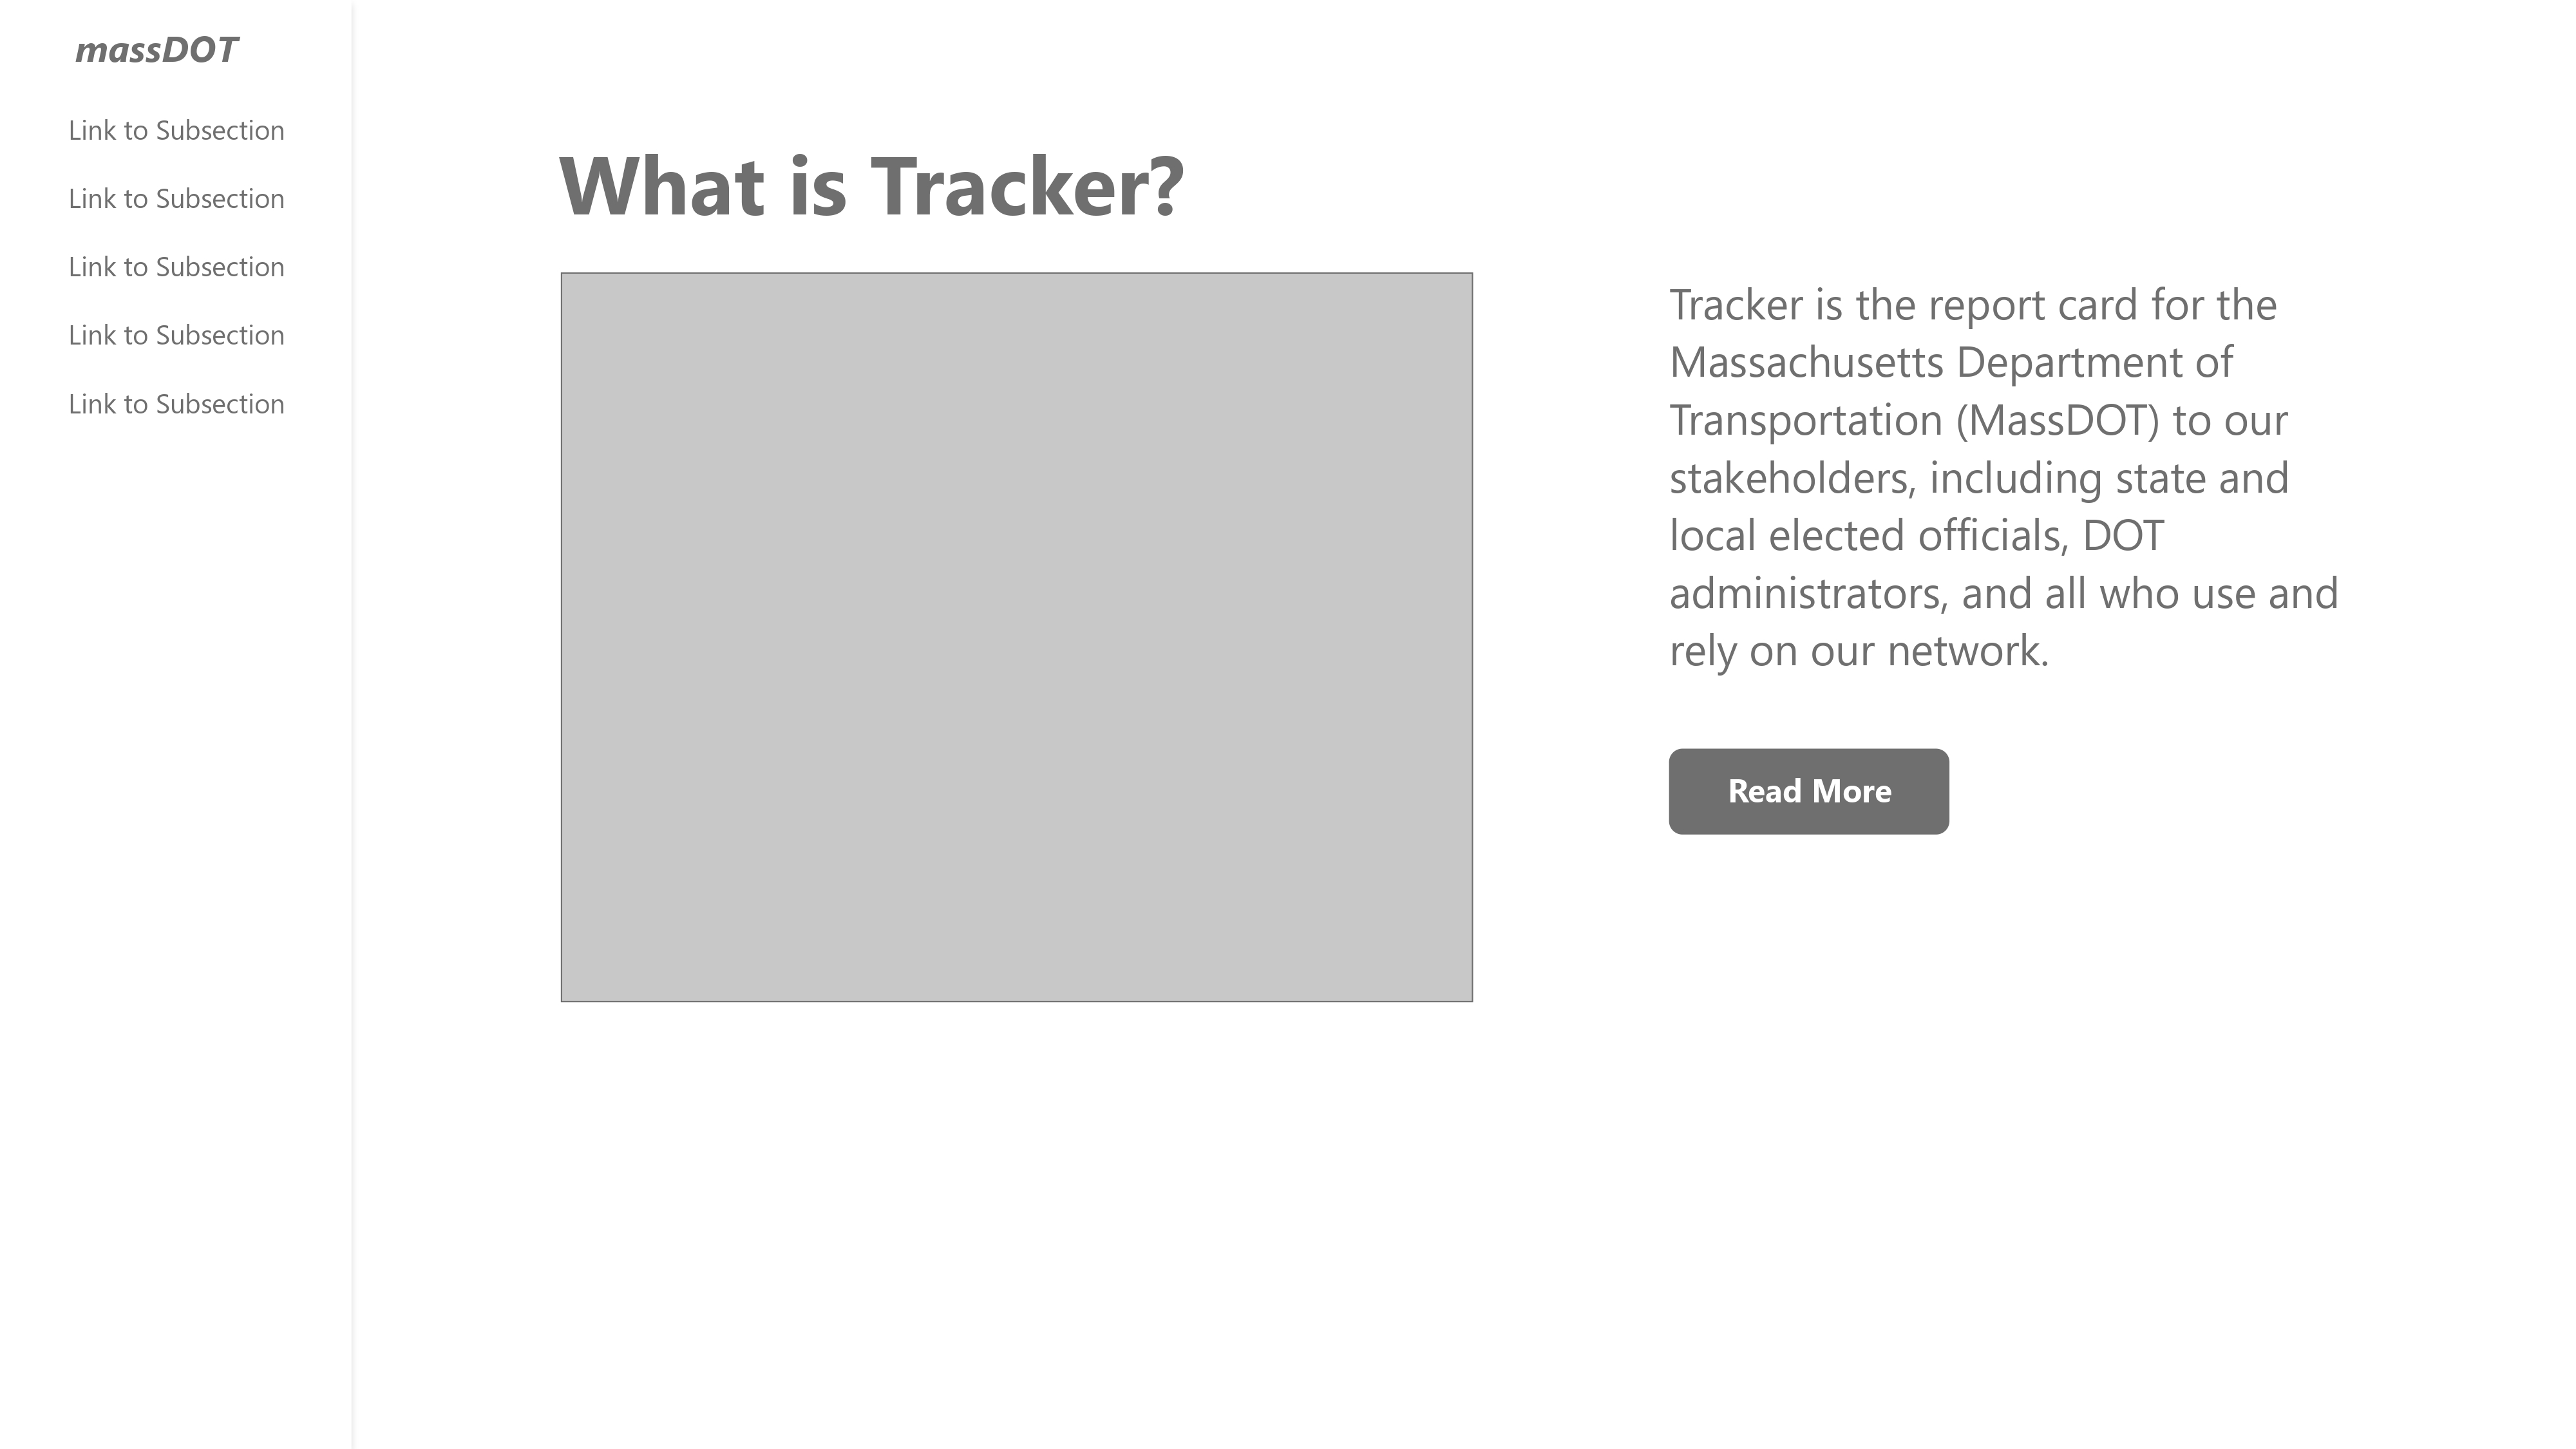 massDOT
Link to Subsection
Link to Subsection
Link to Subsection
Link to Subsection
Link to Subsection
What is Tracker?
Tracker is the report card for the
Massachusetts Department of
Transportation (MassDOT) to our
stakeholders, including state and
local elected officials, DOT
administrators, and all who use and
rely on our network.
Read More